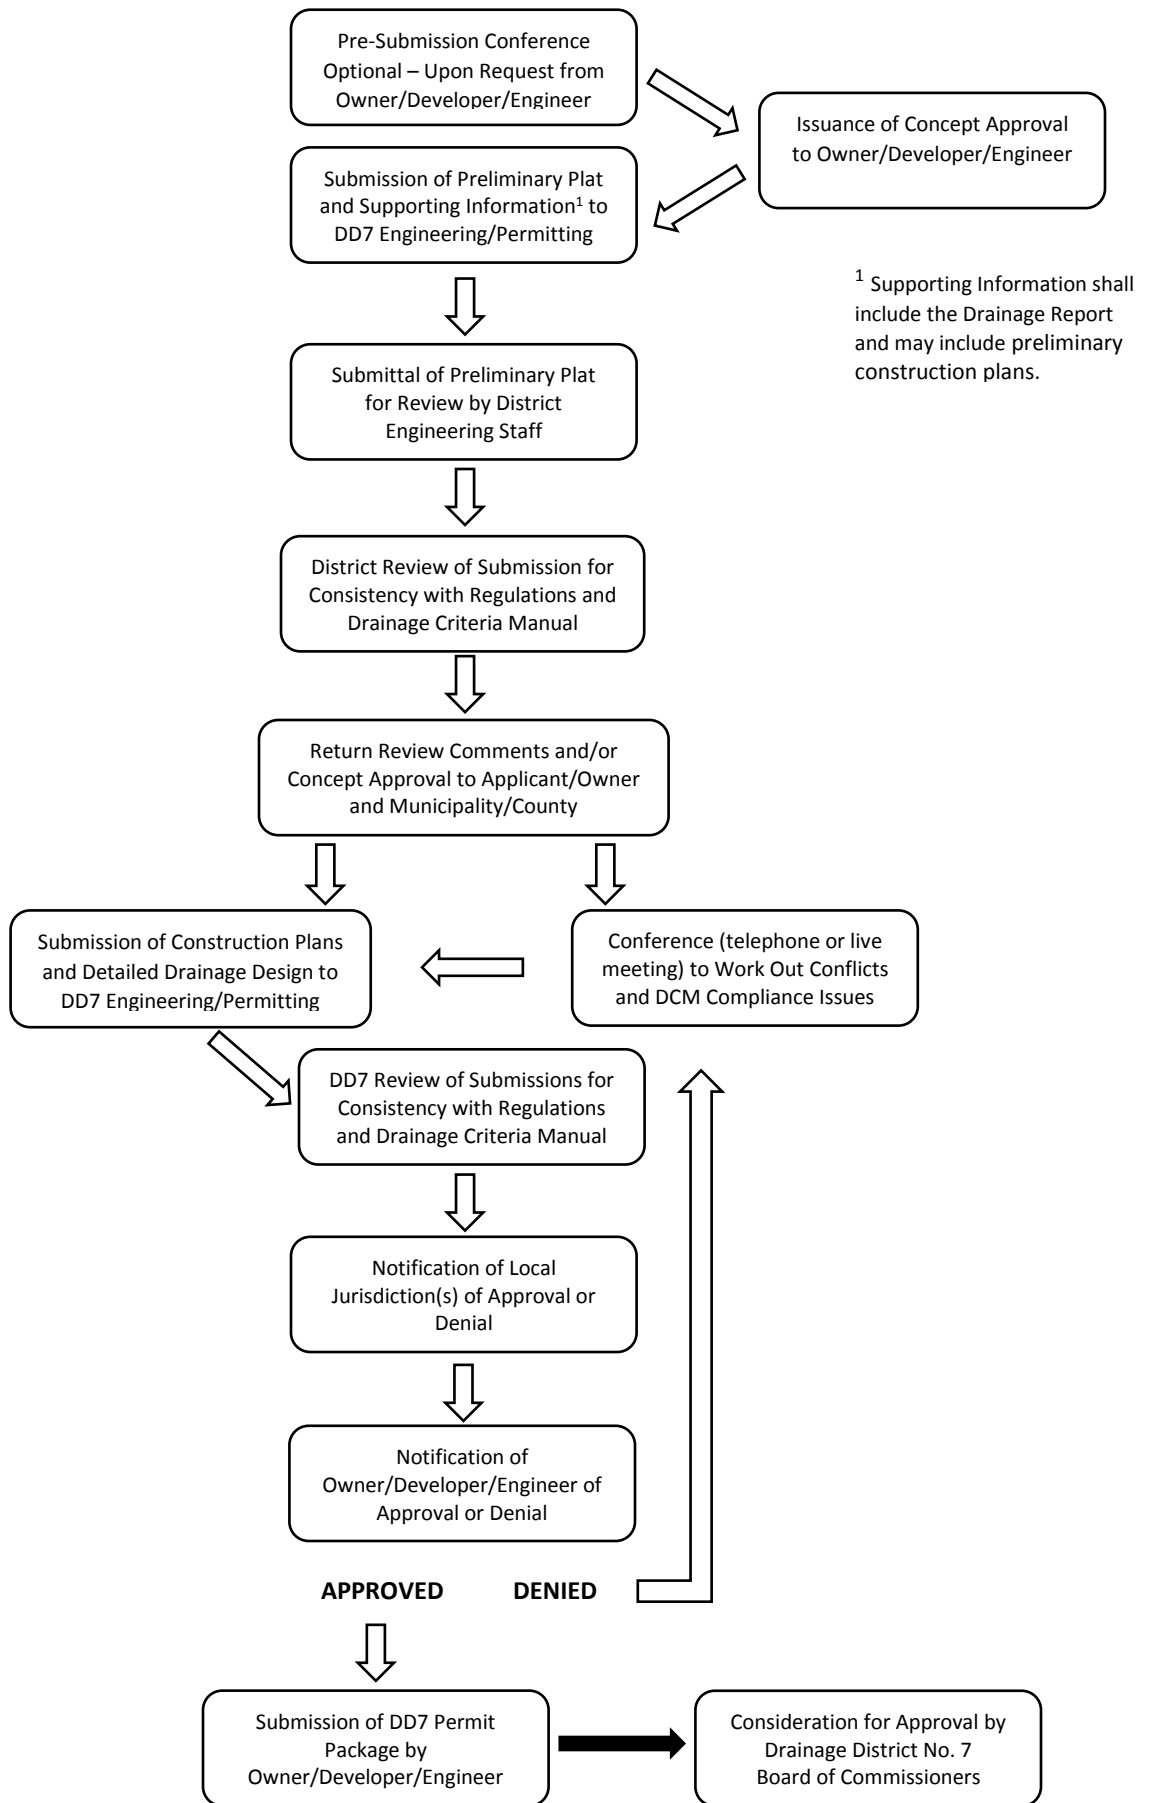 Pre-Submission Conference
Optional – Upon Request from
Owner/Developer/Engineer
Issuance of Concept Approval
to Owner/Developer/Engineer
Submission of Preliminary Plat
and Supporting Information¹ to
DD7 Engineering/Permitting
¹ Supporting Information shall
include the Drainage Report
and may include preliminary
construction plans.
Submittal of Preliminary Plat
for Review by District
Engineering Staff
District Review of Submission for
Consistency with Regulations and
Drainage Criteria Manual
Return Review Comments and/or
Concept Approval to Applicant/Owner
and Municipality/County
Submission of Construction Plans
and Detailed Drainage Design to
DD7 Engineering/Permitting
Conference (telephone or live
meeting) to Work Out Conflicts
and DCM Compliance Issues
DD7 Review of Submissions for
Consistency with Regulations
and Drainage Criteria Manual
Notification of Local
Jurisdiction(s) of Approval or
Denial
Notification of
Owner/Developer/Engineer of
Approval or Denial
APPROVED DENIED
Submission of DD7 Permit
Package by
Owner/Developer/Engineer
Consideration for Approval by
Drainage District No. 7
Board of Commissioners